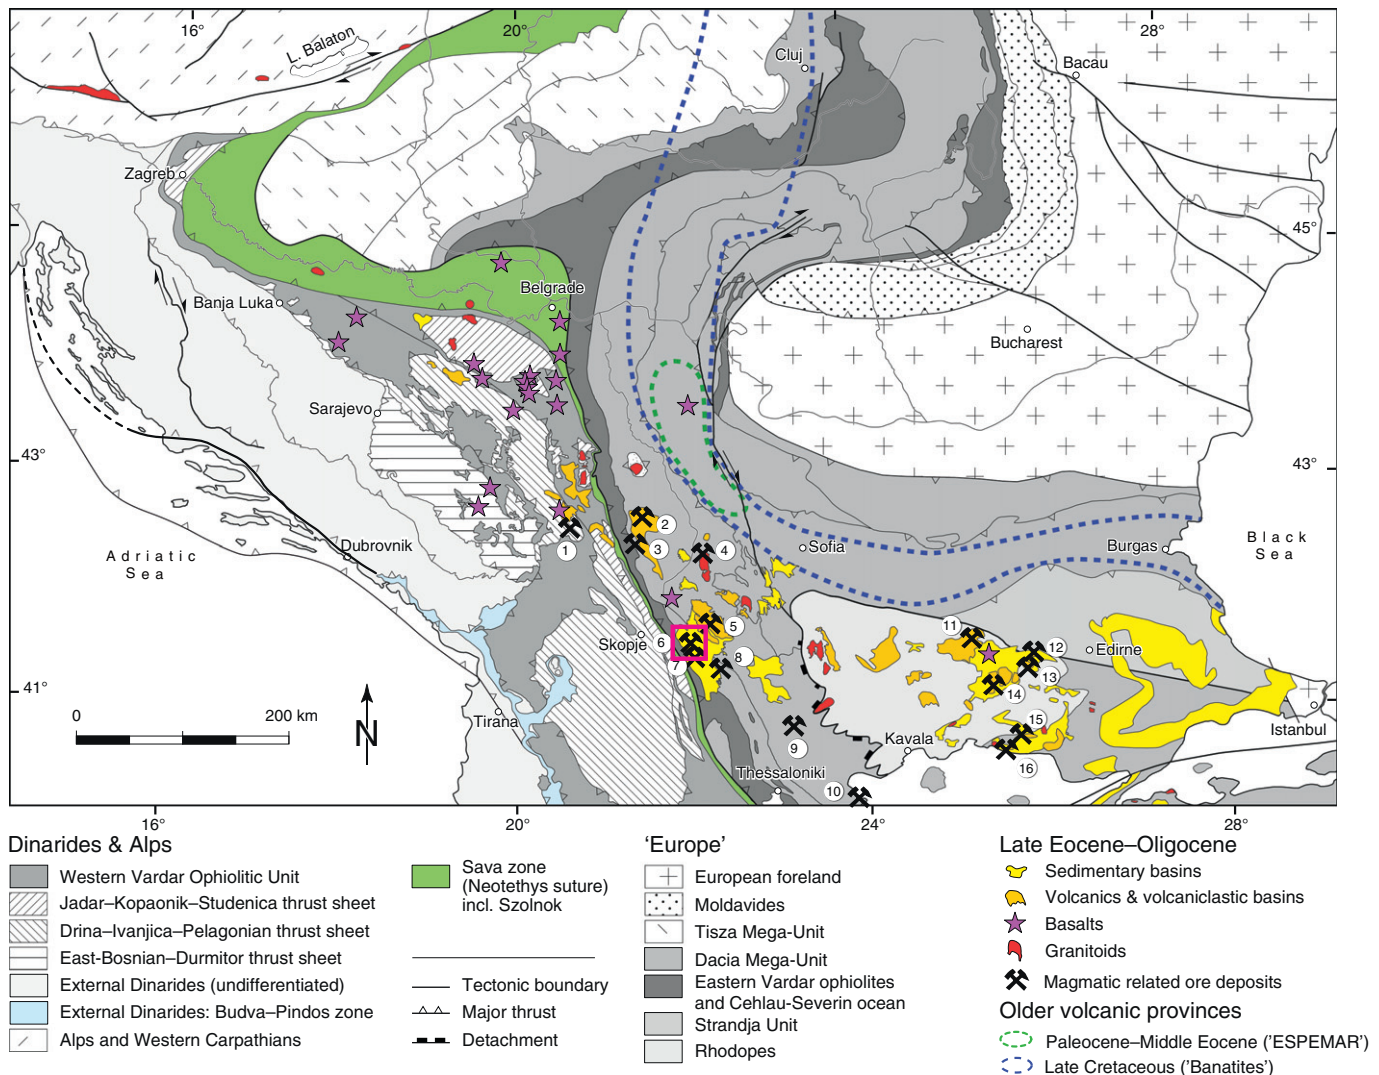 16°
20°
28°
L. Balaton
Cluj
Bacau
Zagreb
45°
Belgrade
Banja Luka
Bucharest
Sarajevo
43°
43°
Adriatic
Sea
Dubrovnik
1
2
3
4
Sofia
Burgas
Black
Sea
Skopje
5
6
7
8
11
12
13
14
Edirne
41°
0
200 km
N
Tirana
9
10
Thessaloniki
Kavala
15
16
Istanbul
16°
20°
24°
28°
Dinarides & Alps
Western Vardar Ophiolitic Unit
Jadar–Kopaonik–Studenica thrust sheet
Drina–Ivanjica–Pelagonian thrust sheet
East-Bosnian–Durmitor thrust sheet
External Dinarides (undifferentiated)
External Dinarides: Budva–Pindos zone
Alps and Western Carpathians
Sava zone
(Neotethys suture)
incl. Szolnok
Tectonic boundary
Major thrust
Detachment
'Europe'
European foreland
Moldavides
Tisza Mega-Unit
Dacia Mega-Unit
Eastern Vardar ophiolites
and Cehlau-Severin ocean
Strandja Unit
Rhodopes
Late Eocene–Oligocene
Sedimentary basins
Volcanics & volcaniclastic basins
Basalts
Granitoids
Magmatic related ore deposits
Older volcanic provinces
Paleocene–Middle Eocene ('ESPEMAR')
Late Cretaceous ('Banatites')